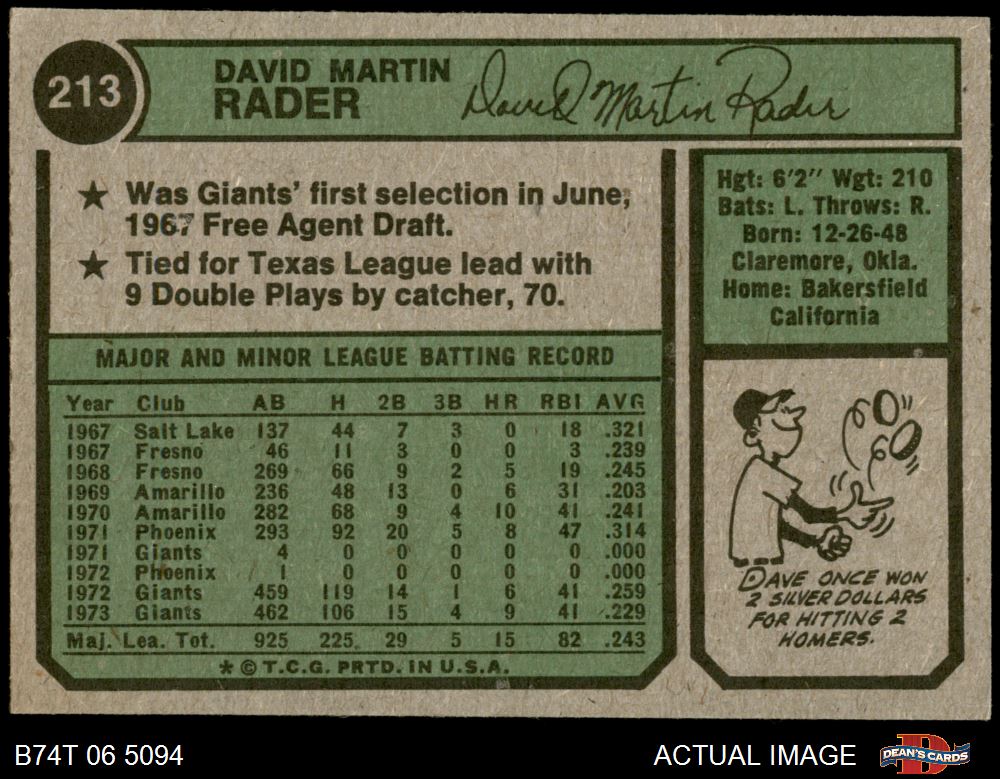 213
DAVID MARTIN
RADER
David Martin Rader
★ Was Giants' first selection in June,
1967 Free Agent Draft.
★ Tied for Texas League lead with
9 Double Plays by catcher, 70.
Hgt: 6'2" Wgt: 210
Bats: L. Throws: R.
Born: 12-26-48
Claremore, Okla.
Home: Bakersfield
California
MAJOR AND MINOR LEAGUE BATTING RECORD
Year Club AB H 2B 3B HR RBI AVG
1967 Salt Lake 137 44 7 3 0 18 .321
1967 Fresno 46 11 3 0 0 3 .239
1968 Fresno 269 66 9 2 5 19 .245
1969 Amarillo 236 48 13 0 6 31 .203
1970 Amarillo 282 68 9 4 10 41 .241
1971 Phoenix 293 92 20 5 8 47 .314
1971 Giants 4 0 0 0 0 0 .000
1972 Phoenix 1 0 0 0 0 0 .000
1972 Giants 459 119 14 1 6 41 .259
1973 Giants 462 106 15 4 9 41 .229
Maj. Lea. Tot. 925 225 29 5 15 82 .243
* © T.C.G. PRTD. IN U.S.A.
DAVE ONCE WON
2 SILVER DOLLARS
FOR HITTING 2
HOMERS.
B74T 06 5094
ACTUAL IMAGE
DEAN'S CARDS